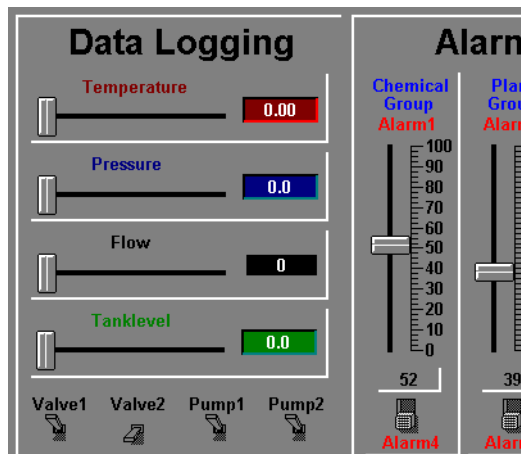 Data Logging
Temperature
0.00
Pressure
0.0
Flow
0
Tanklevel
0.0
Valve1 Valve2 Pump1 Pump2
Chemical
Group
Alarm1
100
90
80
70
60
50
40
30
20
10
0
52
Alarm4
39